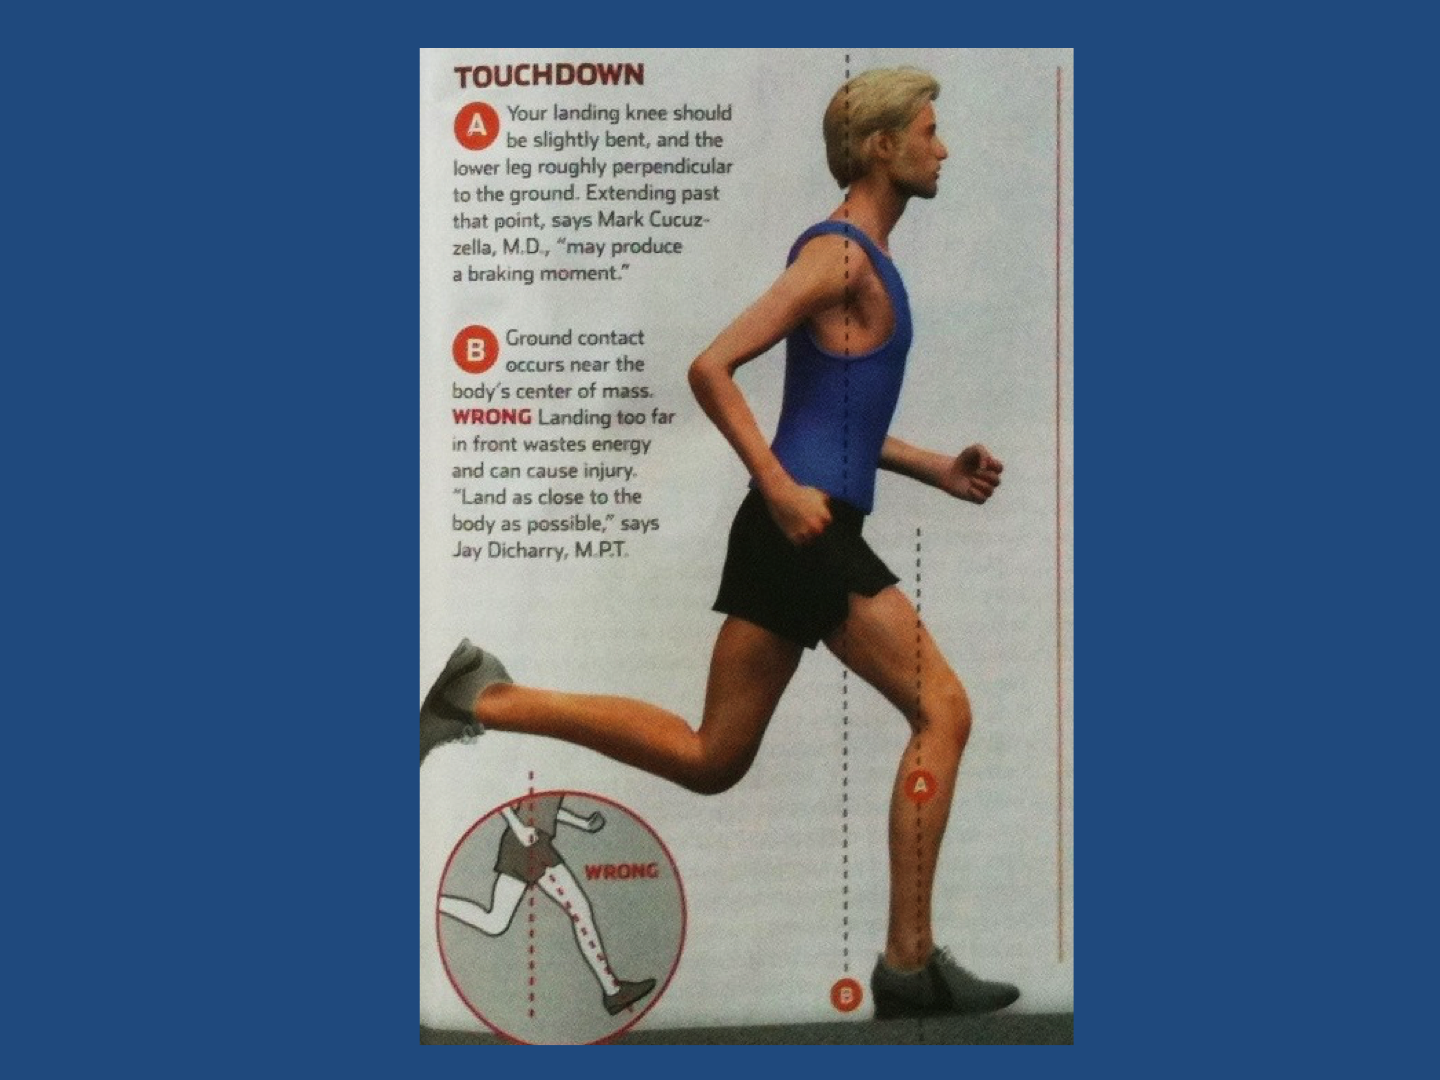 TOUCHDOWN
A Your landing knee should
be slightly bent, and the
lower leg roughly perpendicular
to the ground. Extending past
that point, says Mark Cucuz-
zella, M.D., “may produce
a braking moment.”
B Ground contact
occurs near the
body’s center of mass.
WRONG Landing too far
in front wastes energy
and can cause injury.
“Land as close to the
body as possible,” says
Jay Dicharry, M.P.T.
A
WRONG
B